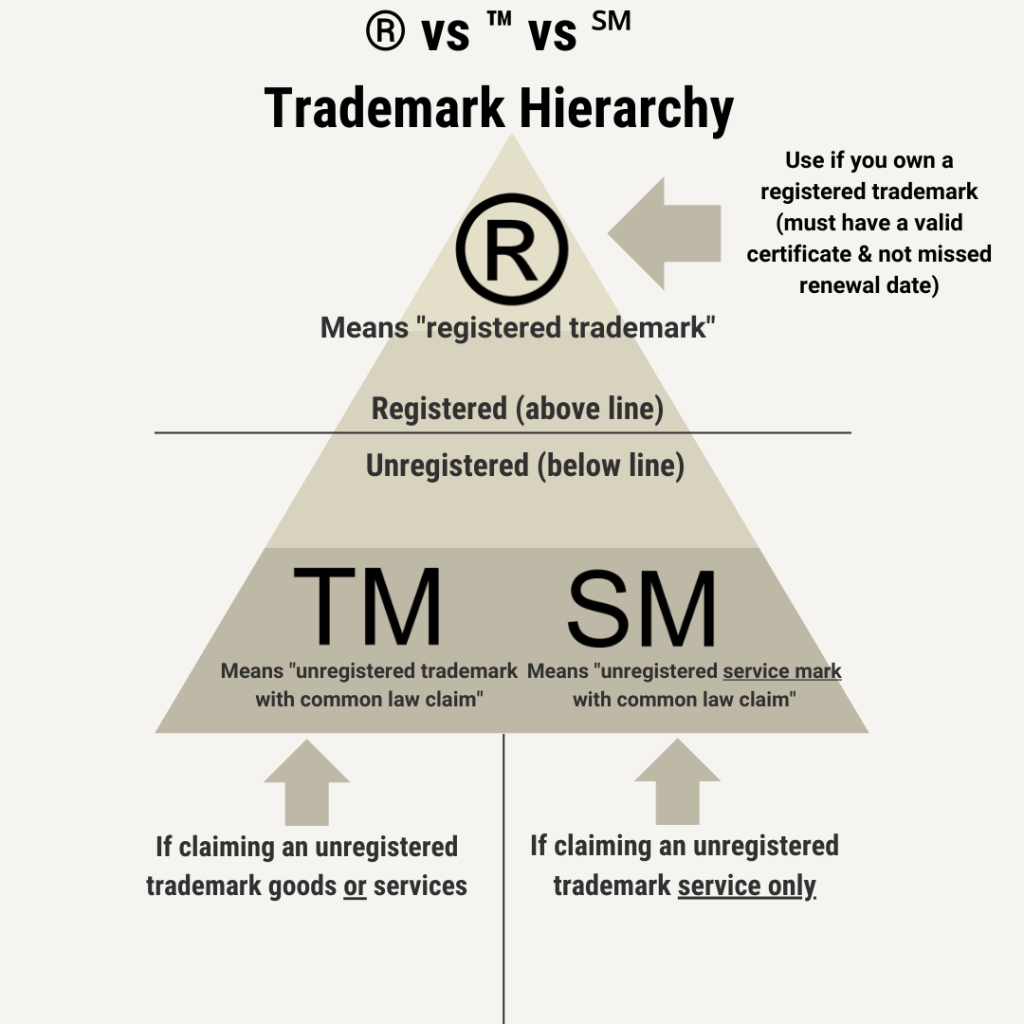 ® vs ™ vs ℠
Trademark Hierarchy
Use if you own a
registered trademark
(must have a valid
certificate & not missed
renewal date)
®
Means "registered trademark"
Registered (above line)
Unregistered (below line)
TM
SM
Means "unregistered trademark
with common law claim"
Means "unregistered service mark
with common law claim"
If claiming an unregistered
trademark goods or services
If claiming an unregistered
trademark service only